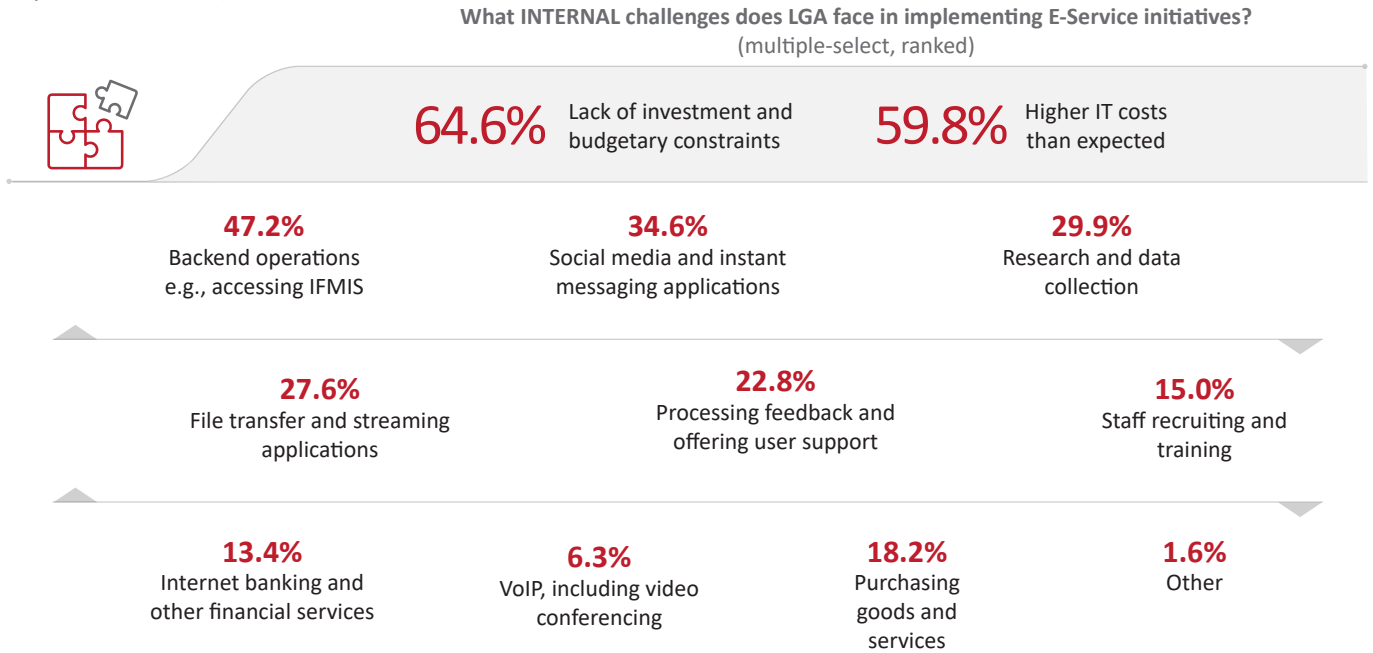 What INTERNAL challenges does LGA face in implementing E-Service initiatives?
(multiple-select, ranked)
64.6%
Lack of investment and
budgetary constraints
59.8%
Higher IT costs
than expected
47.2%
Backend operations
e.g., accessing IFMIS
34.6%
Social media and instant
messaging applications
29.9%
Research and data
collection
27.6%
File transfer and streaming
applications
22.8%
Processing feedback and
offering user support
15.0%
Staff recruiting and
training
13.4%
Internet banking and
other financial services
6.3%
VoIP, including video
conferencing
18.2%
Purchasing
goods and
services
1.6%
Other